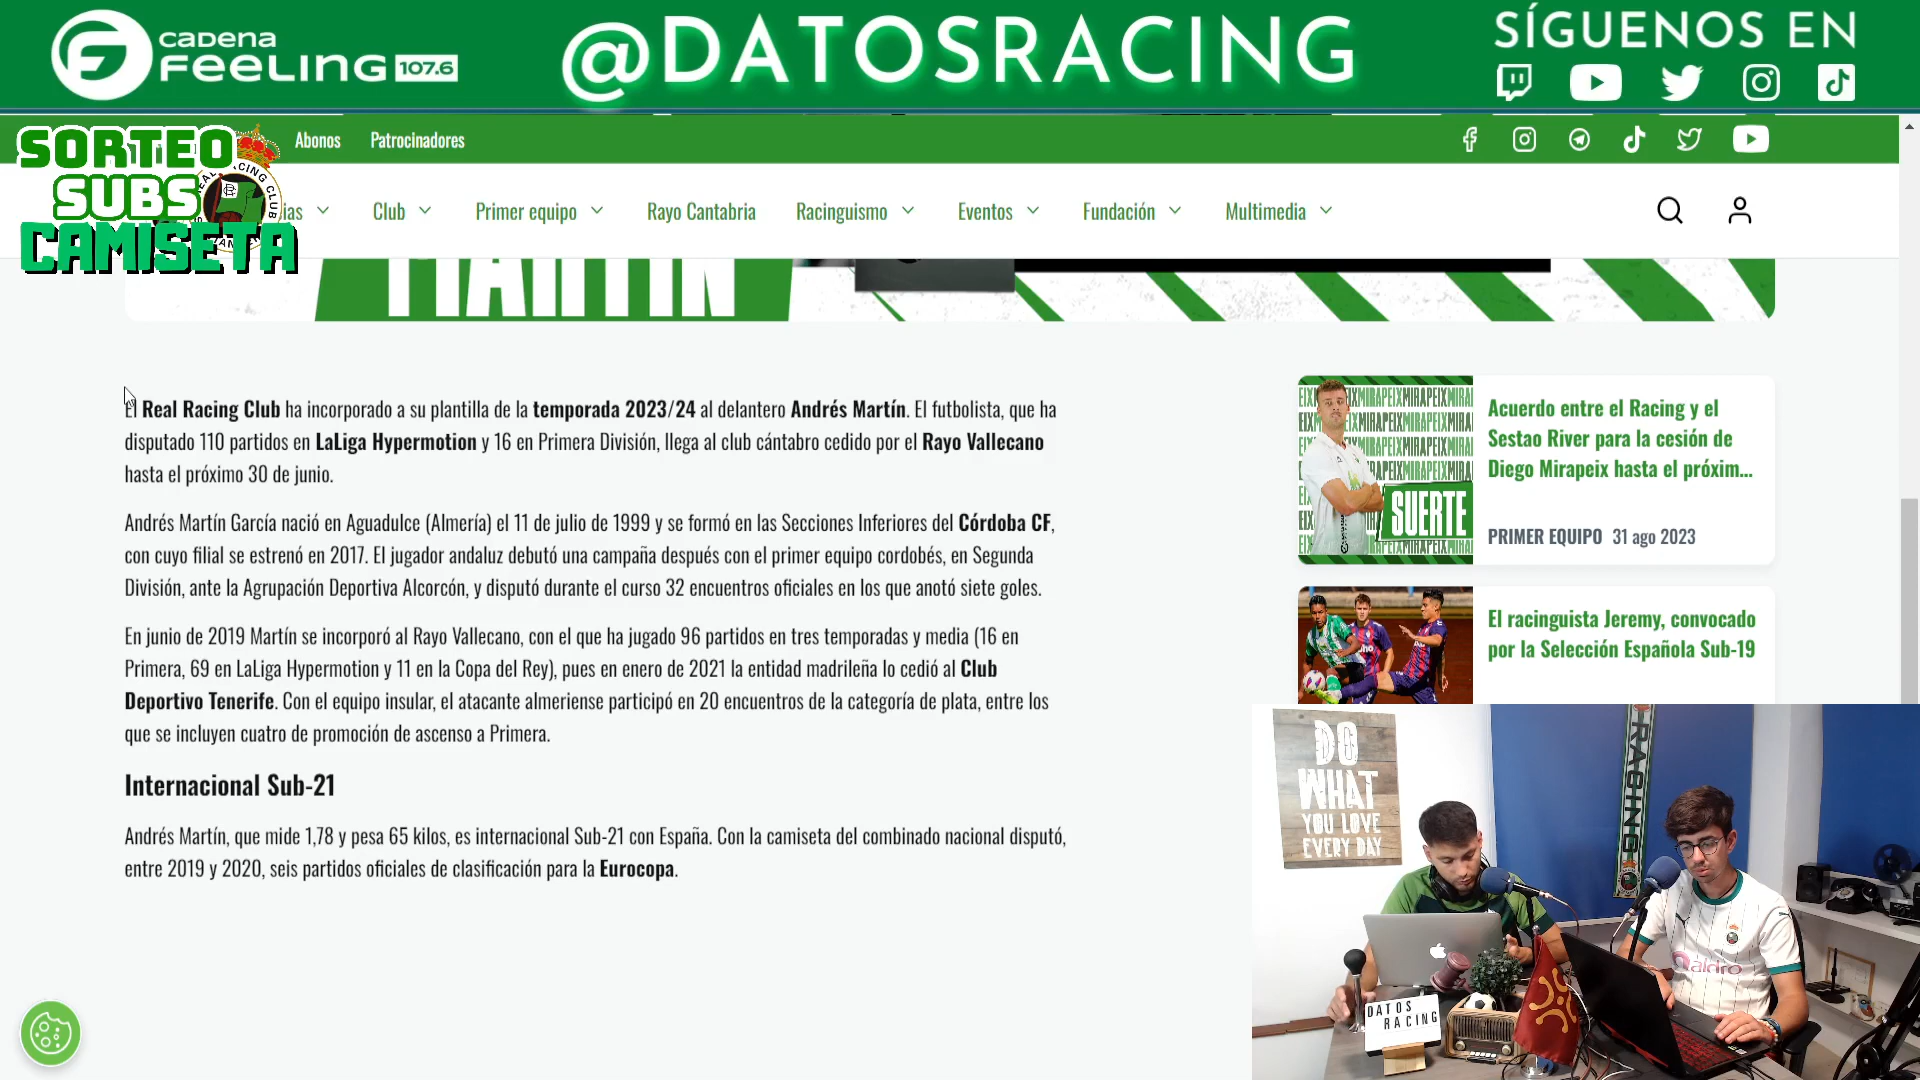 CADENA
FEELING 107.6
@DATOSRACING
SÍGUENOS EN
SORTEO
SUBS
CAMISETA
Abonos
Patrocinadores
ias
Club
Primer equipo
Rayo Cantabria
Racinguismo
Eventos
Fundación
Multimedia
MARTÍN
El Real Racing Club ha incorporado a su plantilla de la temporada 2023/24 al delantero Andrés Martín. El futbolista, que ha
disputado 110 partidos en LaLiga Hypermotion y 16 en Primera División, llega al club cántabro cedido por el Rayo Vallecano
hasta el próximo 30 de junio.
Andrés Martín García nació en Aguadulce (Almería) el 11 de julio de 1999 y se formó en las Secciones Inferiores del Córdoba CF,
con cuyo filial se estrenó en 2017. El jugador andaluz debutó una campaña después con el primer equipo cordobés, en Segunda
División, ante la Agrupación Deportiva Alcorcón, y disputó durante el curso 32 encuentros oficiales en los que anotó siete goles.
En junio de 2019 Martín se incorporó al Rayo Vallecano, con el que ha jugado 96 partidos en tres temporadas y media (16 en
Primera, 69 en LaLiga Hypermotion y 11 en la Copa del Rey), pues en enero de 2021 la entidad madrileña lo cedió al Club
Deportivo Tenerife. Con el equipo insular, el atacante almeriense participó en 20 encuentros de la categoría de plata, entre los
que se incluyen cuatro de promoción de ascenso a Primera.
Internacional Sub-21
Andrés Martín, que mide 1,78 y pesa 65 kilos, es internacional Sub-21 con España. Con la camiseta del combinado nacional disputó,
entre 2019 y 2020, seis partidos oficiales de clasificación para la Eurocopa.
SUERTE
Acuerdo entre el Racing y el
Sestao River para la cesión de
Diego Mirapeix hasta el próxim...
PRIMER EQUIPO 31 ago 2023
El racinguista Jeremy, convocado
por la Selección Española Sub-19
DO
WHAT
YOU LOVE
EVERY DAY
RACING
aldro
DATOS
RACING